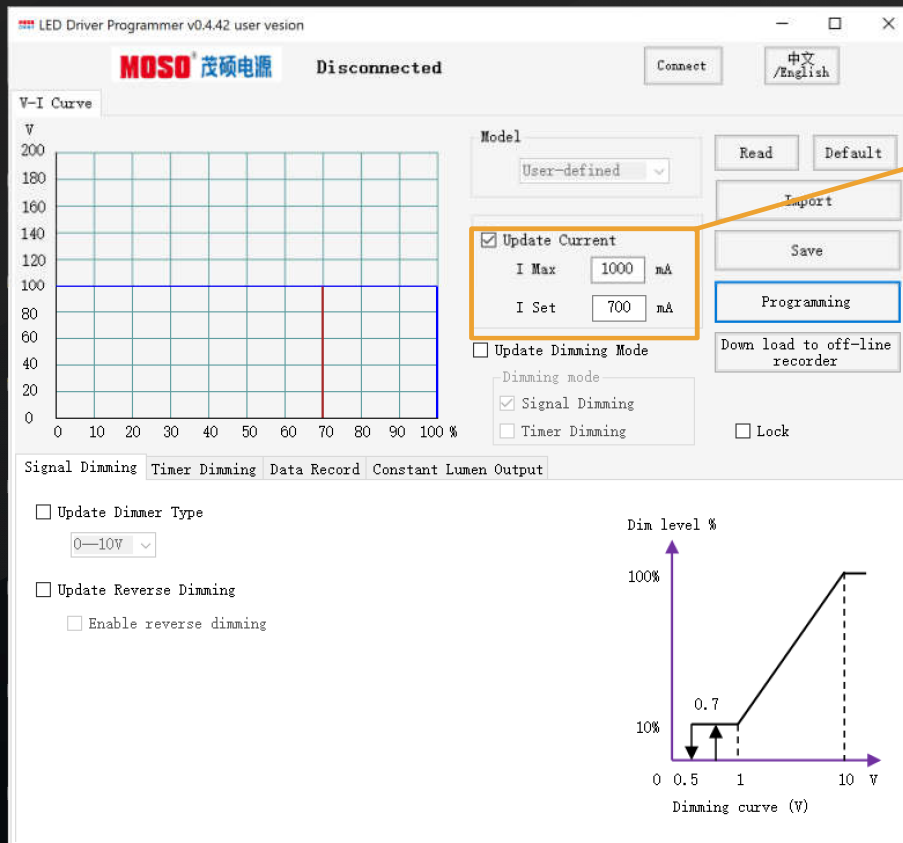 LED Driver Programmer v0.4.42 user vesion
MOSO® 茂硕电源
Disconnected
Connect
中文
/English
V-I Curve
V
200
180
160
140
120
100
80
60
40
20
0
0 10 20 30 40 50 60 70 80 90 100 %
Model
User-defined
Update Current
I Max 1000 mA
I Set 700 mA
Update Dimming Mode
Dimming mode
Signal Dimming
Timer Dimming
Read
Default
Import
Save
Programming
Down load to off-line
recorder
Lock
Signal Dimming
Timer Dimming
Data Record
Constant Lumen Output
Update Dimmer Type
0—10V
Update Reverse Dimming
Enable reverse dimming
Dim level %
100%
0.7
10%
0 0.5 1 10 V
Dimming curve (V)